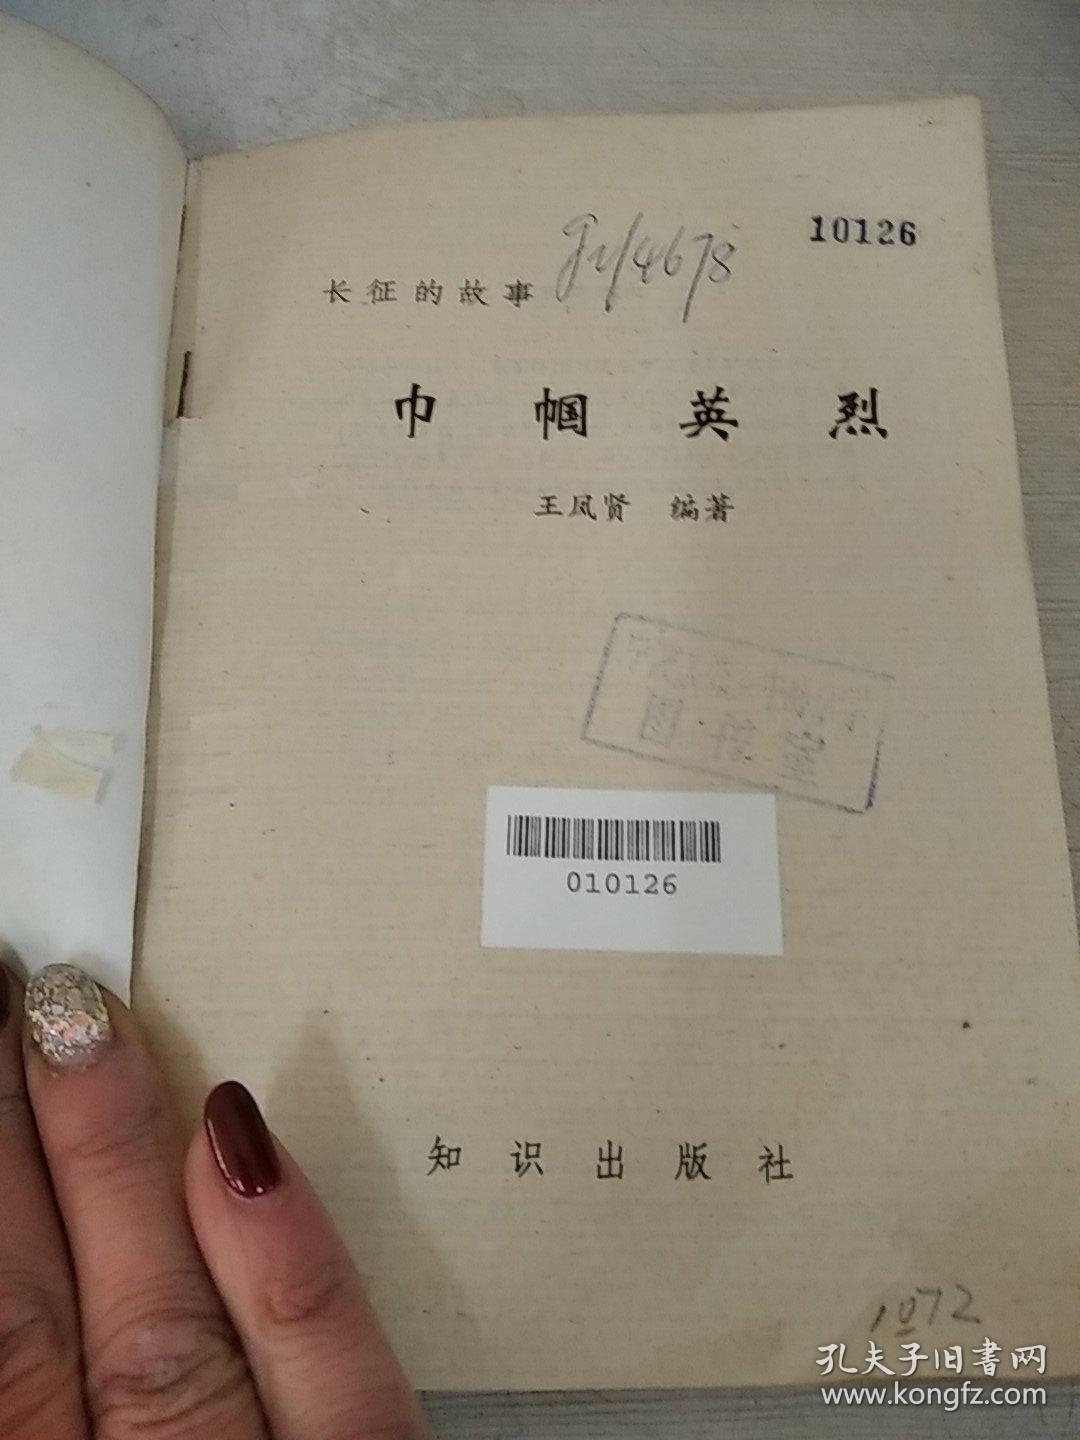 10126
长征的故事
巾帼英烈
王凤贤 编著
图书室
010126
知识出版社
1072
孔夫子旧书网
www.kongfz.com